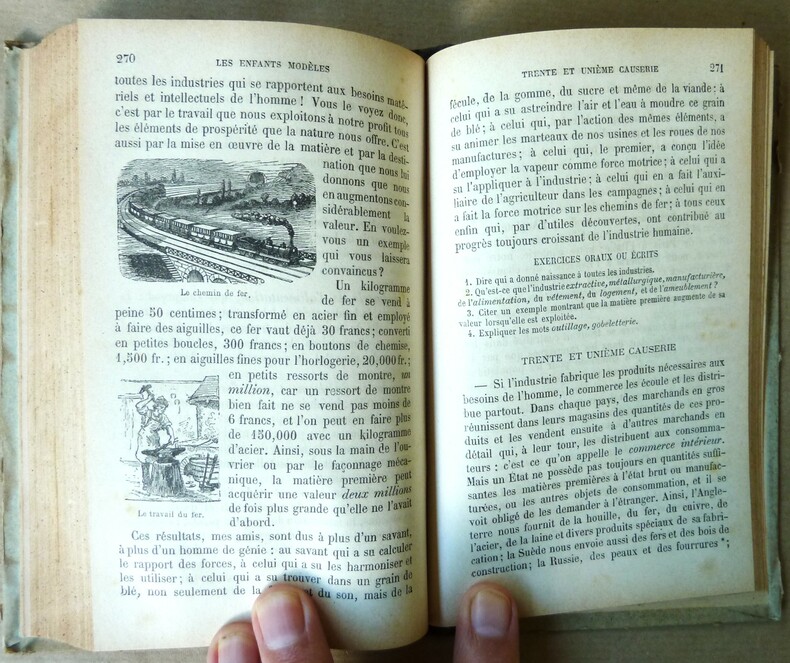 270
LES ENFANTS MODÈLES
toutes les industries qui se rapportent aux besoins maté-
riels et intellectuels de l'homme ! Vous le voyez donc,
c'est par le travail que nous exploitons à notre profit tous
les éléments de prospérité que la nature nous offre. C'est
aussi par la mise en œuvre de la matière et par la desti-
nation que nous lui
donnons que nous
en augmentons con-
sidérablement la
valeur. En voulez-
vous un exemple
qui vous laissera
convaincus ?
Le chemin de fer,
Un kilogramme
de fer se vend à
peine 50 centimes ; transformé en acier fin et employé
à faire des aiguilles, ce fer vaut déjà 30 francs ; converti
en petites boucles, 300 francs ; en boutons de chemise,
1,500 fr. ; en aiguilles fines pour l'horlogerie, 20,000 fr. ;
en petits ressorts de montre, un
million, car un ressort de montre
bien fait ne se vend pas moins de
6 francs, et l'on peut en faire plus
de 150,000 avec un kilogramme
d'acier. Ainsi, sous la main de l'ou-
vrier ou par le façonnage méca-
nique, la matière première peut
acquérir une valeur deux millions
de fois plus grande qu'elle ne l'avait
d'abord.
Le travail du fer.
Ces résultats, mes amis, sont dus à plus d'un savant,
à plus d'un homme de génie : au savant qui a su calculer
le rapport des forces, à celui qui a su les harmoniser et
les utiliser ; à celui qui a su trouver dans un grain de
blé, non seulement de la et du son, mais de la
TRENTE ET UNIÈME CAUSERIE
271
fécule, de la gomme, du sucre et même de la viande ; à
celui qui a su astreindre l'air et l'eau à moudre ce grain
de blé ; à celui qui, par l'action des mêmes éléments, a
su animer les marteaux de nos usines et les roues de nos
manufactures ; à celui qui, le premier, a conçu l'idée
d'employer la vapeur comme force motrice ; à celui qui a
su l'appliquer à l'industrie ; à celui qui en a fait l'auxi-
liaire de l'agriculteur dans les campagnes ; à celui qui en
a fait la force motrice sur les chemins de fer ; à tous ceux
enfin qui, par d'utiles découvertes, ont contribué au
progrès toujours croissant de l'industrie humaine.
EXERCICES ORAUX OU ÉCRITS
1. Dire qui a donné naissance à toutes les industries.
2. Qu'est-ce que l'industrie extractive, métallurgique, manufacturière,
de l'alimentation, du vêtement, du logement, et de l'ameublement ?
3. Citer un exemple montrant que la matière première augmente de sa
valeur lorsqu'elle est exploitée.
4. Expliquer les mots outillage, gobeletterie.
TRENTE ET UNIÈME CAUSERIE
— Si l'industrie fabrique les produits nécessaires aux
besoins de l'homme, le commerce les écoule et les distri-
bue partout. Dans chaque pays, des marchands en gros
réunissent dans leurs magasins des quantités de ces pro-
duits et les vendent ensuite à d'autres marchands en
détail qui, à leur tour, les distribuent aux consomma-
teurs : c'est ce qu'on appelle le commerce intérieur.
Mais un État ne possède pas toujours en quantités suffi-
santes les matières premières à l'état brut ou manufac-
turées, ou les autres objets de consommation, et il se
voit obligé de les demander à l'étranger. Ainsi, l'Angle-
terre nous fournit de la houille, du fer, du cuivre, de
l'acier, de la laine et divers produits spéciaux de sa fabri-
cation ; la Suède nous envoie aussi des fers et des bois de
construction ; la Russie, des peaux et des fourrures * ;